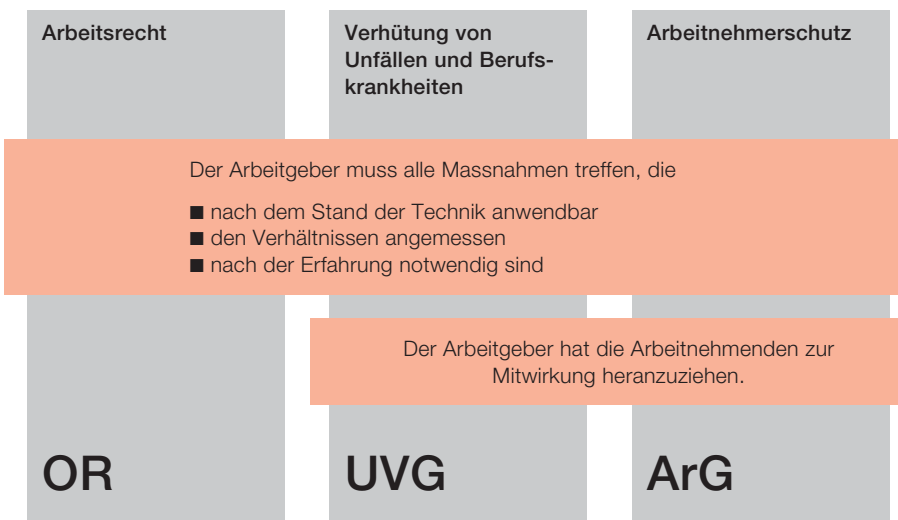 Arbeitsrecht
Verhütung von
Unfällen und Berufs-
krankheiten
Arbeitnehmerschutz
Der Arbeitgeber muss alle Massnahmen treffen, die
■ nach dem Stand der Technik anwendbar
■ den Verhältnissen angemessen
■ nach der Erfahrung notwendig sind
Der Arbeitgeber hat die Arbeitnehmenden zur
Mitwirkung heranzuziehen.
OR
UVG
ArG